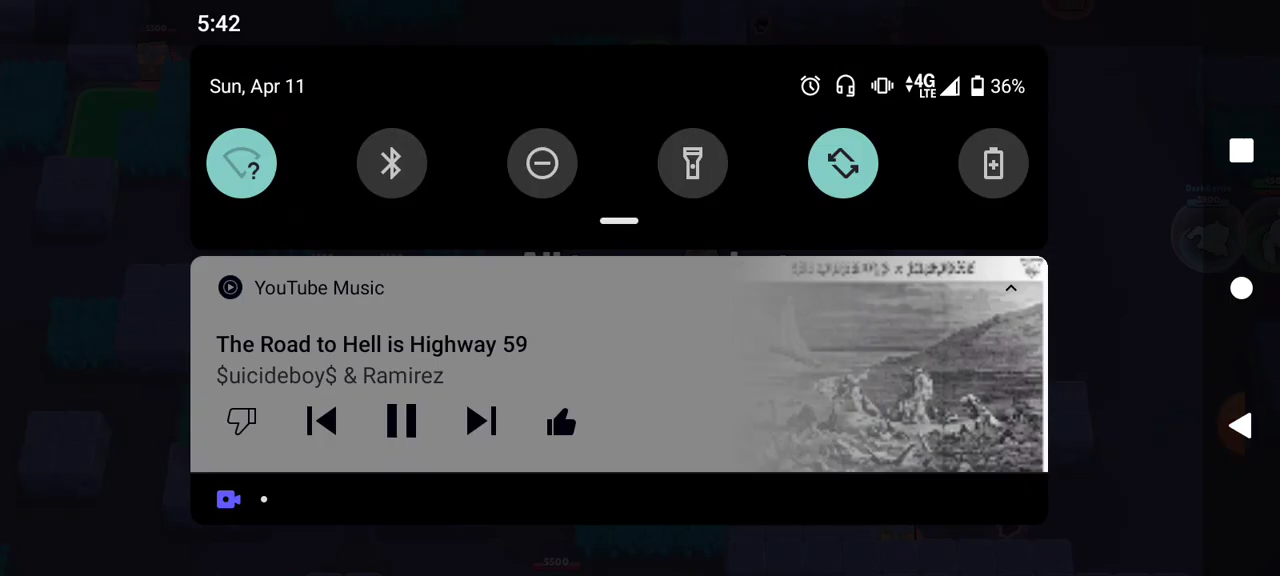 5:42
Sun, Apr 11
4G
LTE
36%
?
YouTube Music
The Road to Hell is Highway 59
$uicideboy$ & Ramirez